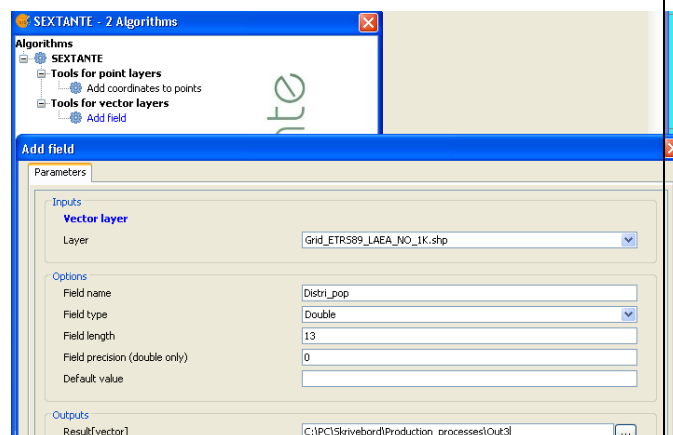 SEXTANTE - 2 Algorithms
Algorithms
SEXTANTE
Tools for point layers
Add coordinates to points
Tools for vector layers
Add field
Add field
Parameters
Inputs
Vector layer
Layer Grid_ETRS89_LAEA_NO_1K.shp
Options
Field name Distri_pop
Field type Double
Field length 13
Field precision (double only) 0
Default value
Outputs
Result[vector] C:\PC\Skrivebord\Production_processes\Out3 ...